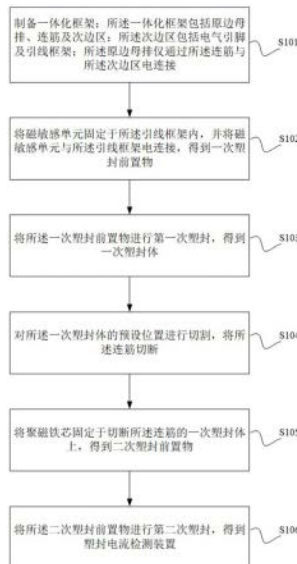 制备一体化框架；所述一体化框架包括原边母
排、连筋及次边区；所述次边区包括电气引脚
及引线框架；所述原边母排仅通过所述连筋与
所述次边区电连接
S101
将磁敏感单元固定于所述引线框架内，并将磁
敏感单元与所述引线框架电连接，得到一次塑
封前置物
S102
将所述一次塑封前置物进行第一次塑封，得到
一次塑封体
S103
对所述一次塑封体的预设位置进行切割，将所
述连筋切断
S104
将聚磁铁芯固定于切断所述连筋的一次塑封体
上，得到二次塑封前置物
S105
将所述二次塑封前置物进行第二次塑封，得到
塑封电流检测装置
S106